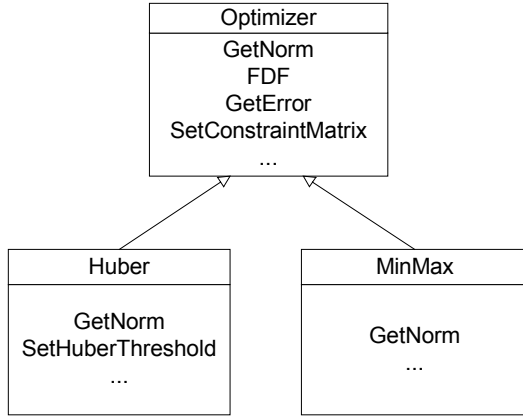 Optimizer
GetNorm
FDF
GetError
SetConstraintMatrix
...
Huber
GetNorm
SetHuberThreshold
...
MinMax
GetNorm
...